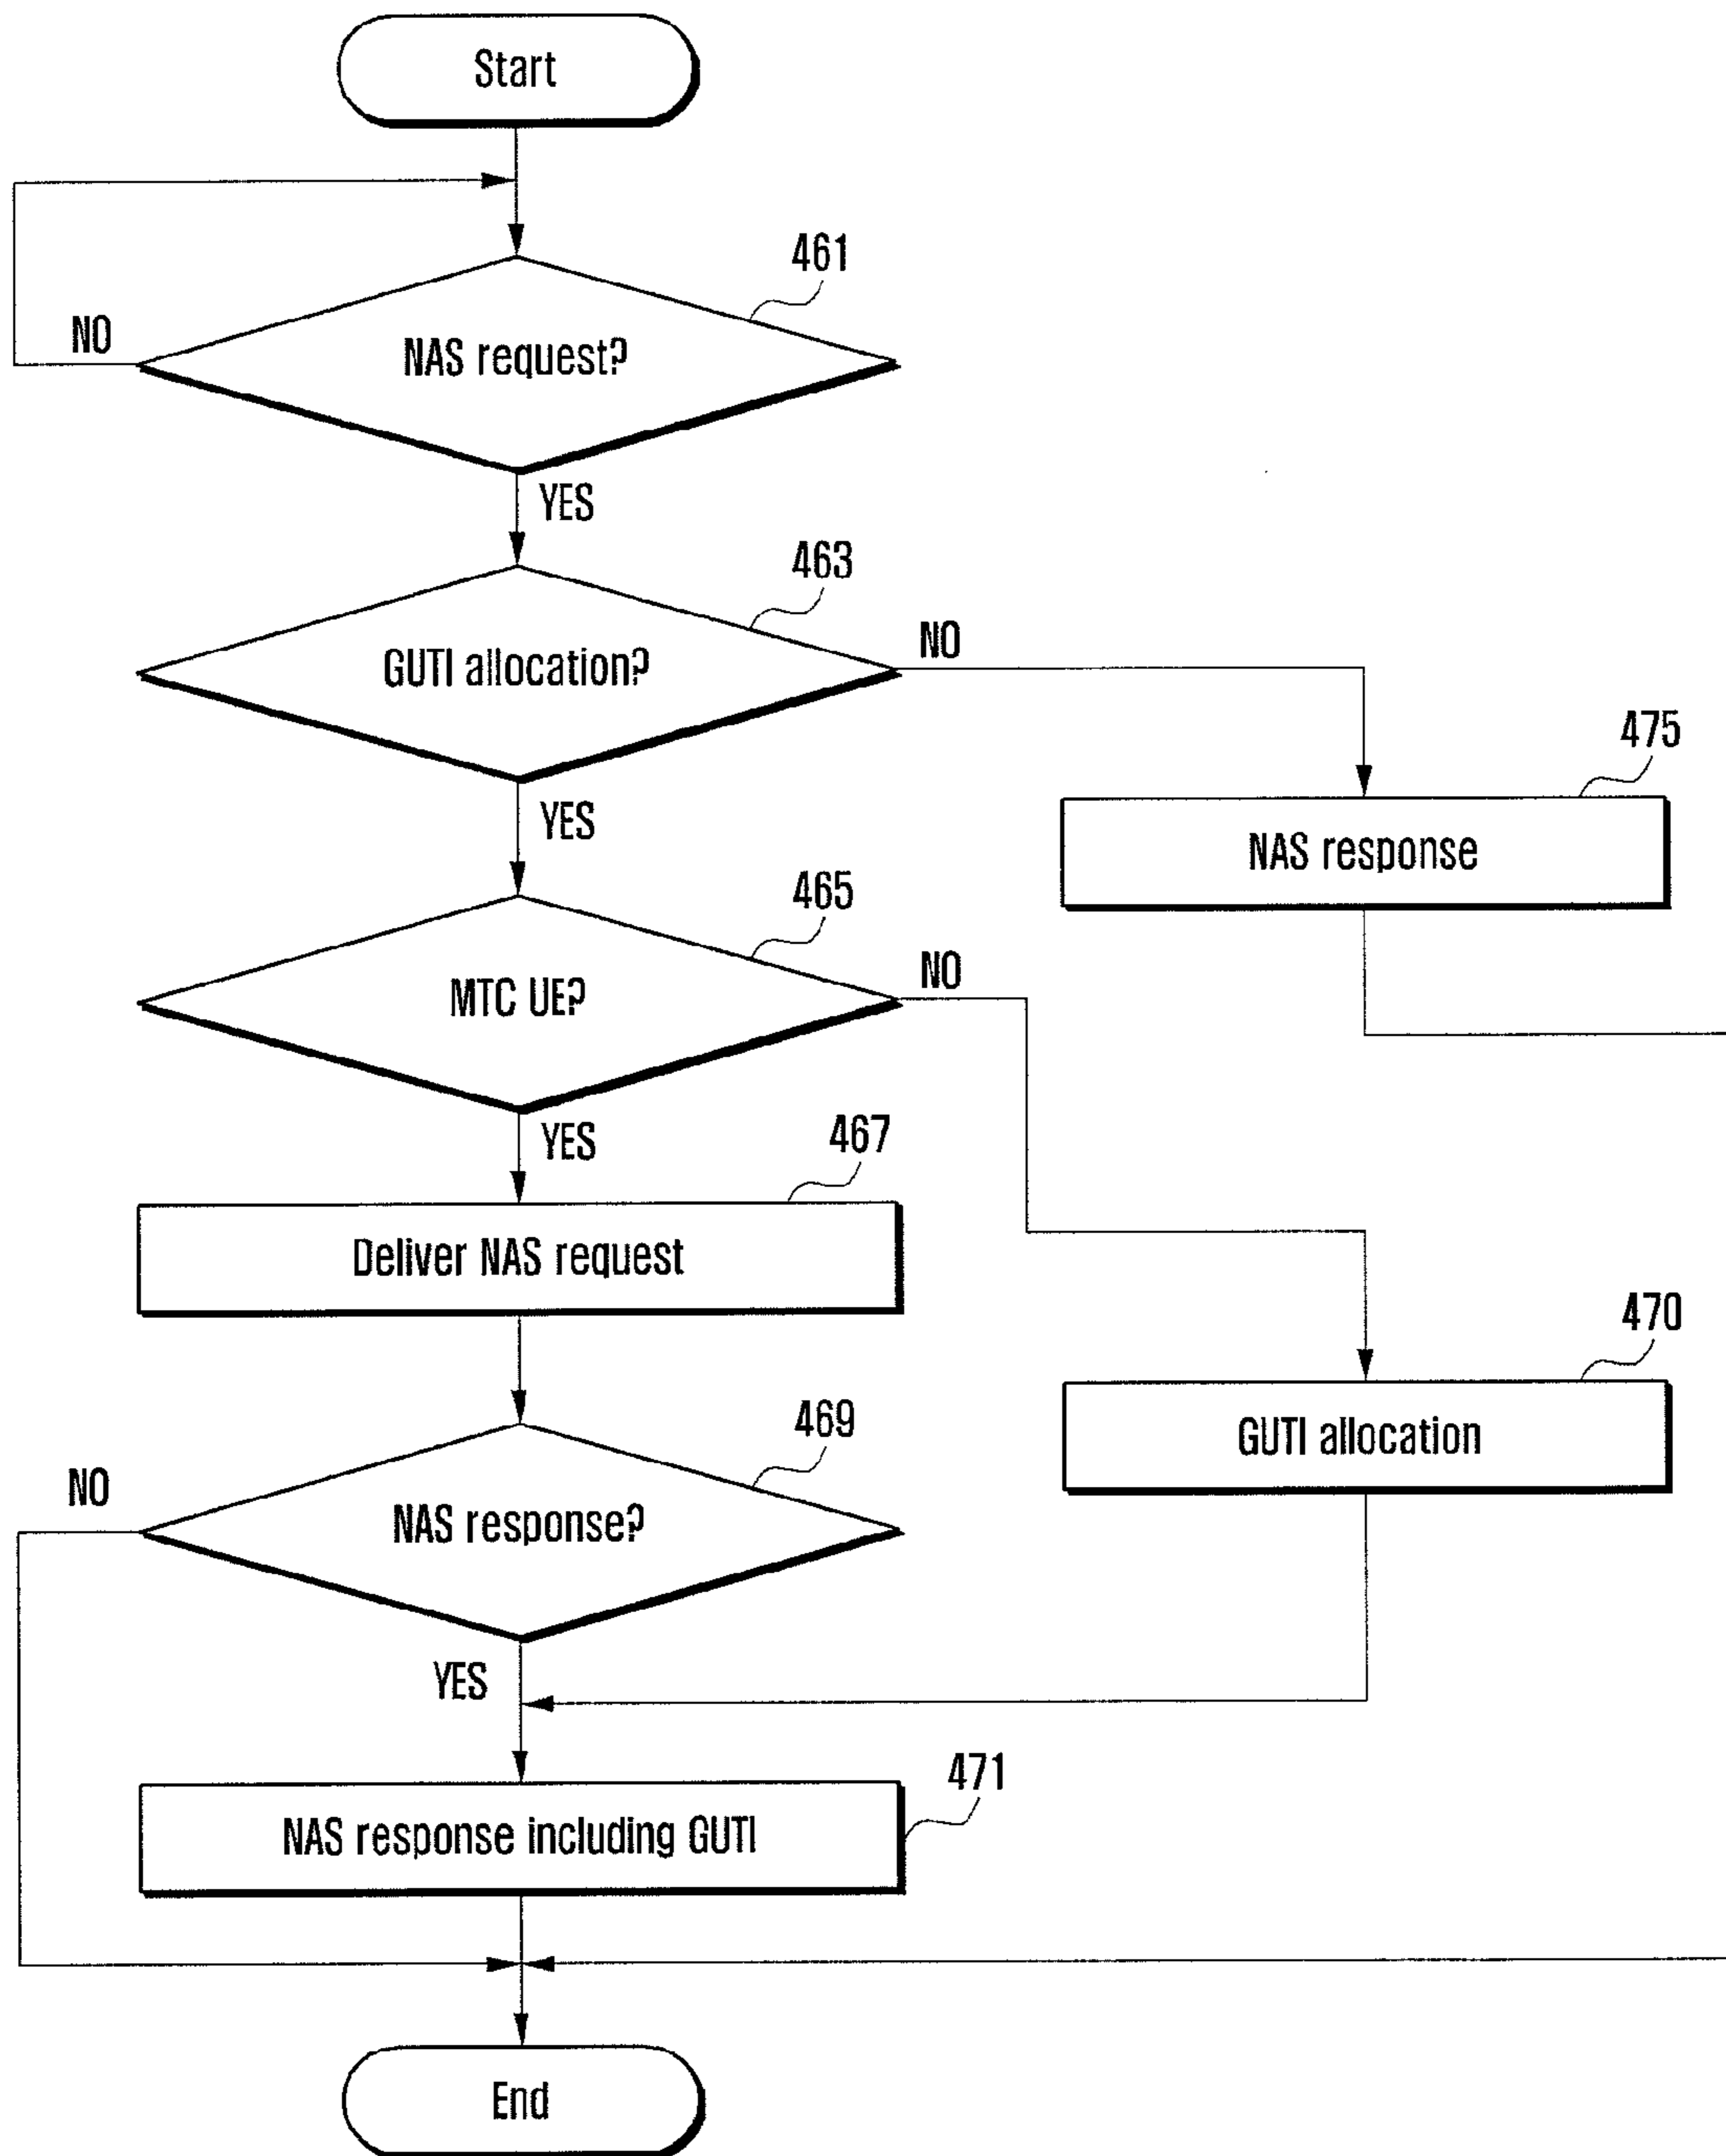 Start
461
NO
NAS request?
YES
463
NO
GUTI allocation?
475
YES
NAS response
465
NO
MTC UE?
YES
467
Deliver NAS request
470
469
GUTI allocation
NO
NAS response?
YES
471
NAS response including GUTI
End